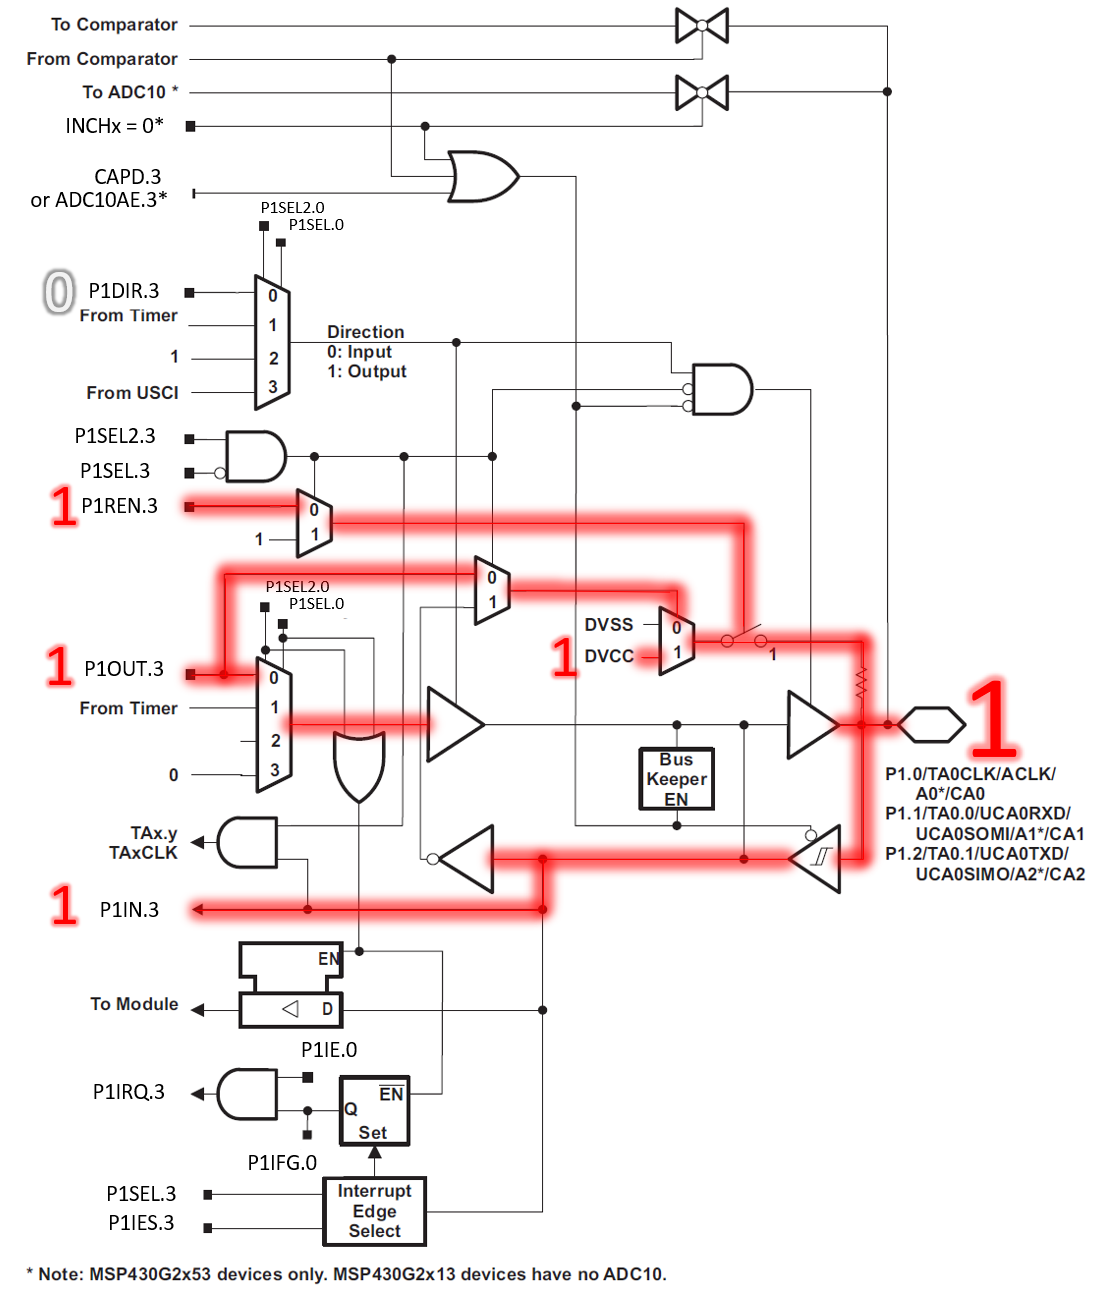 To Comparator
From Comparator
To ADC10 *
INCHx = 0*
CAPD.3
or ADC10AE.3*
P1SEL2.0
P1SEL.0
0
P1DIR.3
0
From Timer
1
Direction
0: Input
1: Output
1
2
From USCI
3
P1SEL2.3
P1SEL.3
1
P1REN.3
0
1
1
0
1
P1SEL2.0
P1SEL.0
DVSS
0
1
DVCC
1
1
1
P1OUT.3
0
From Timer
1
2
0
3
1
Bus
Keeper
EN
P1.0/TA0CLK/ACLK/
A0*/CA0
P1.1/TA0.0/UCA0RXD/
UCA0SOMI/A1*/CA1
P1.2/TA0.1/UCA0TXD/
UCA0SIMO/A2*/CA2
TAx.y
TAxCLK
1
P1IN.3
EN
To Module
D
P1IE.0
P1IRQ.3
EN
Q
Set
P1IFG.0
P1SEL.3
P1IES.3
Interrupt
Edge
Select
* Note: MSP430G2x53 devices only. MSP430G2x13 devices have no ADC10.